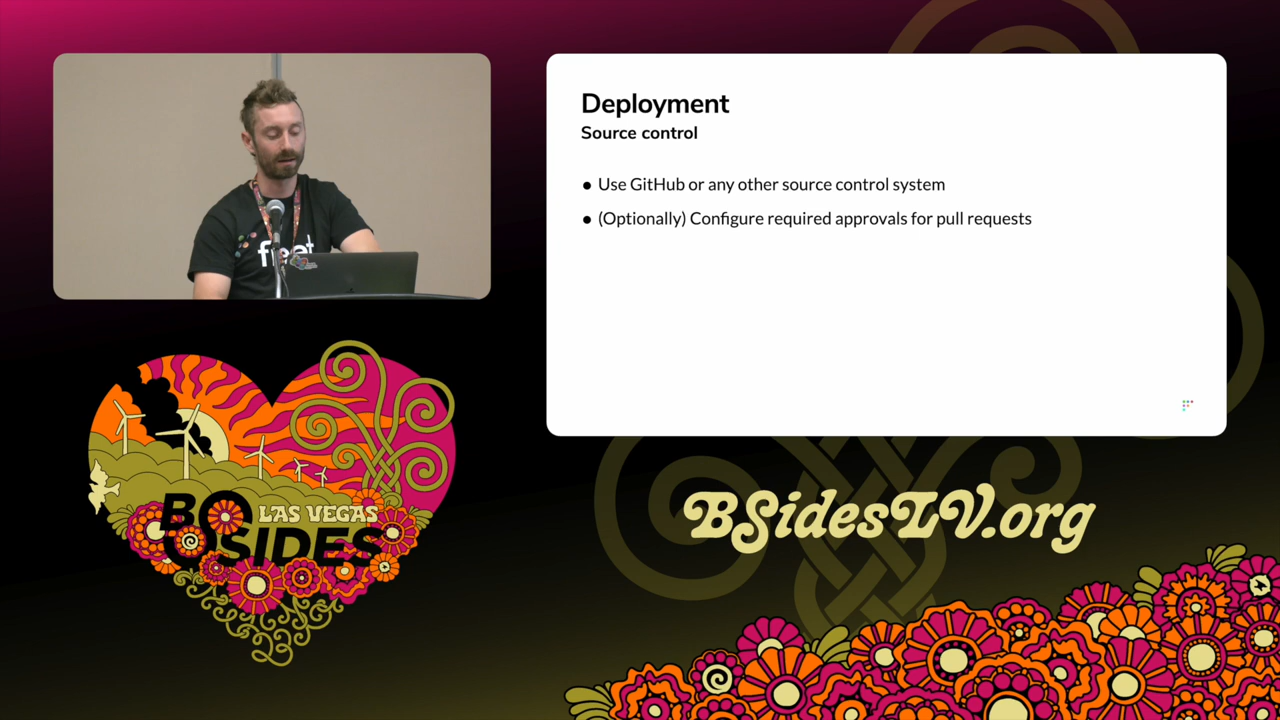 Deployment
Source control
● Use GitHub or any other source control system
● (Optionally) Configure required approvals for pull requests
fleet
LAS VEGAS
BSIDES
23
BSidesLV.org